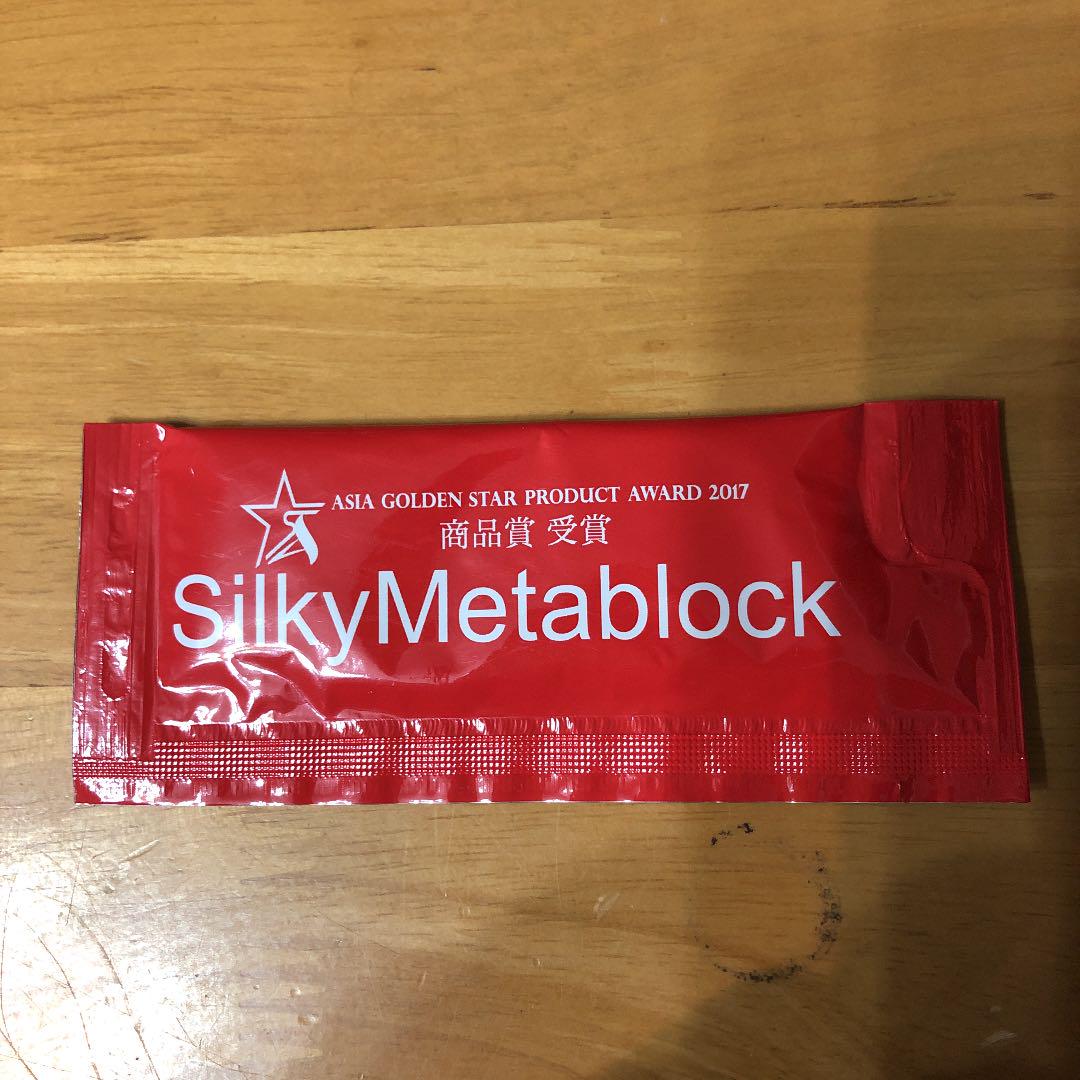 ASIA GOLDEN STAR PRODUCT AWARD 2017
商品賞 受賞
SilkyMetablock